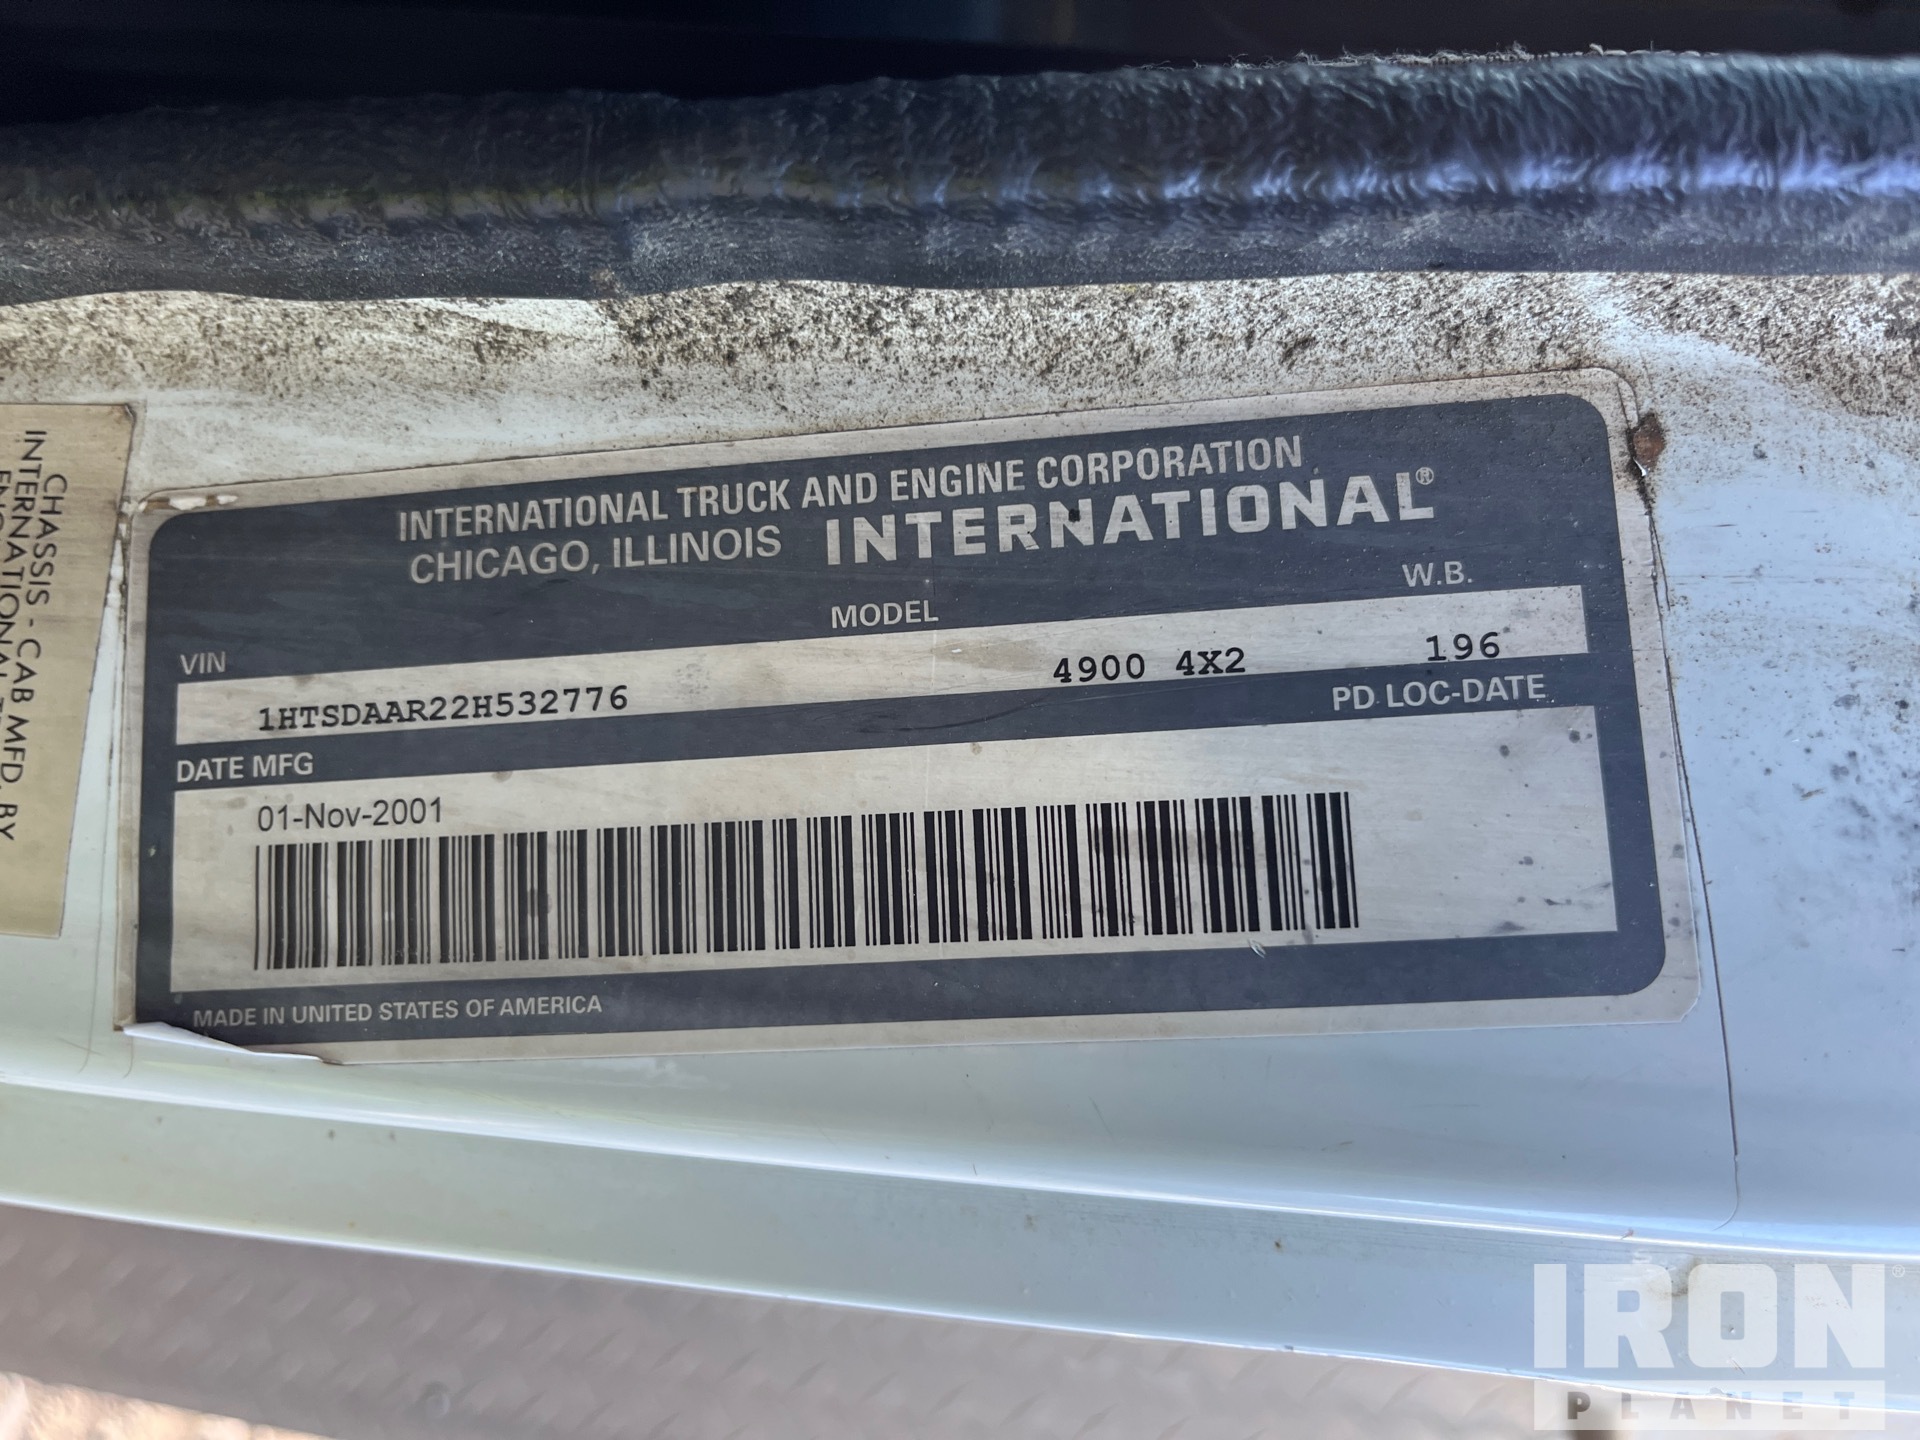 INTERNATIONAL TRUCK AND ENGINE CORPORATION
CHICAGO, ILLINOIS INTERNATIONAL®
VIN MODEL W.B.
1HTSDAAR22H532776 4900 4X2 196
DATE MFG PD LOC-DATE
01-Nov-2001
MADE IN UNITED STATES OF AMERICA
CHASSIS - CAB MFD. BY
INTERNATIONAL
IRON®
PLANET